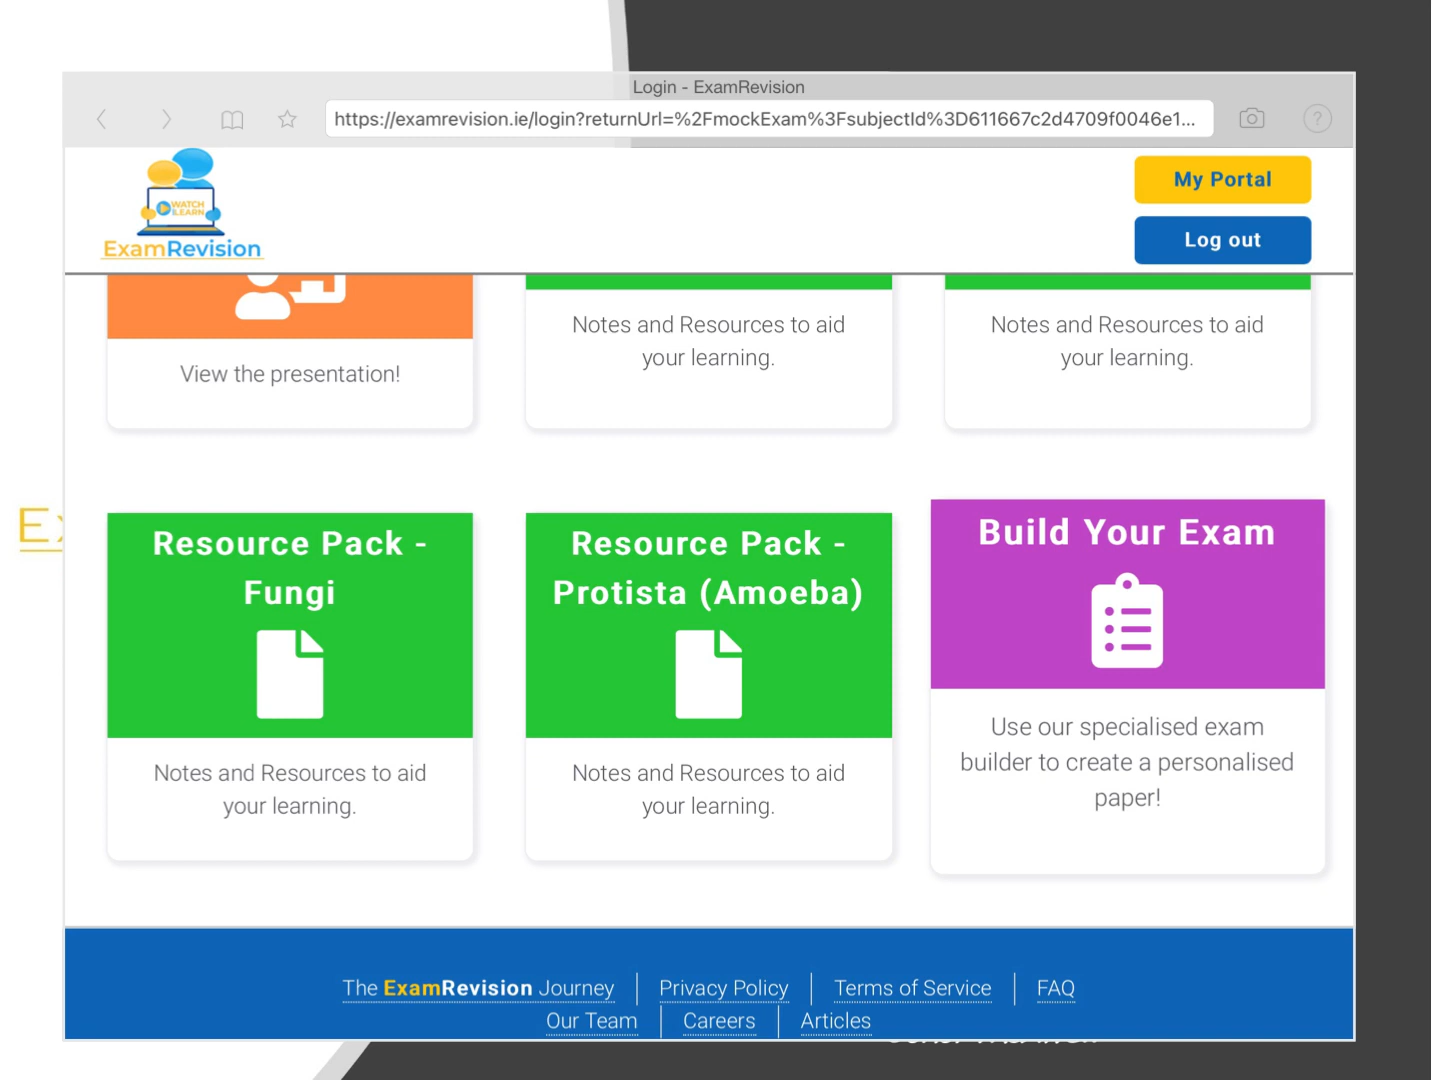 Login - ExamRevision
https://examrevision.ie/login?returnUrl=%2FmockExam%3FsubjectId%3D611667c2d4709f0046e1...
WATCH
&LEARN
ExamRevision
My Portal
Log out
View the presentation!
Notes and Resources to aid
your learning.
Notes and Resources to aid
your learning.
Resource Pack -
Fungi
Notes and Resources to aid
your learning.
Resource Pack -
Protista (Amoeba)
Notes and Resources to aid
your learning.
Build Your Exam
Use our specialised exam
builder to create a personalised
paper!
The ExamRevision Journey
Privacy Policy
Terms of Service
FAQ
Our Team
Careers
Articles